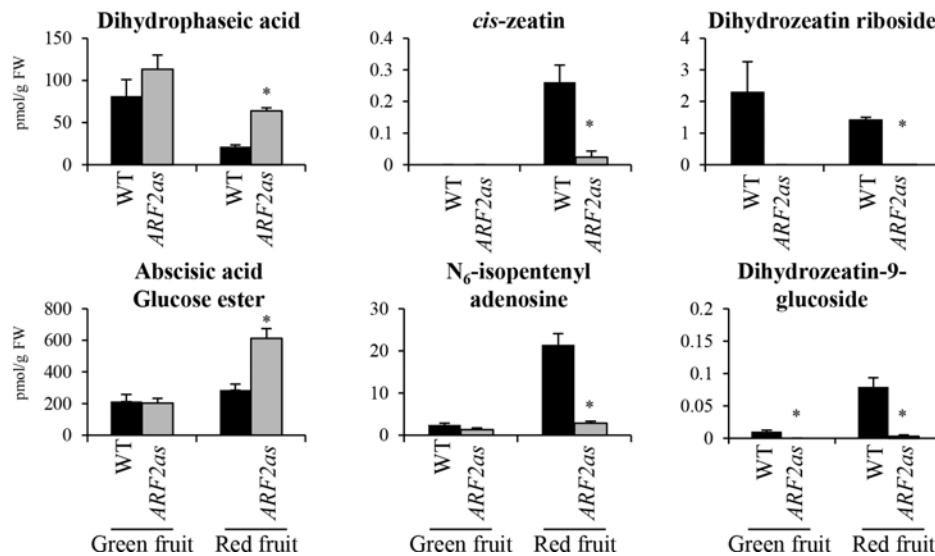 Dihydrophaseic acid
pmol/g FW
150
100
50
0
WT
ARF2as
WT
ARF2as
*
cis-zeatin
0.4
0.3
0.2
0.1
0
WT
ARF2as
WT
ARF2as
*
Dihydrozeatin riboside
4
3
2
1
0
WT
ARF2as
WT
ARF2as
*
Abscisic acid
Glucose ester
pmol/g FW
800
600
400
200
0
WT
ARF2as
WT
ARF2as
*
Green fruit Red fruit
N6-isopentenyl
adenosine
30
20
10
0
WT
ARF2as
WT
ARF2as
*
Green fruit Red fruit
Dihydrozeatin-9-
glucoside
0.2
0.15
0.1
0.05
0
*
*
WT
ARF2as
WT
ARF2as
Green fruit Red fruit